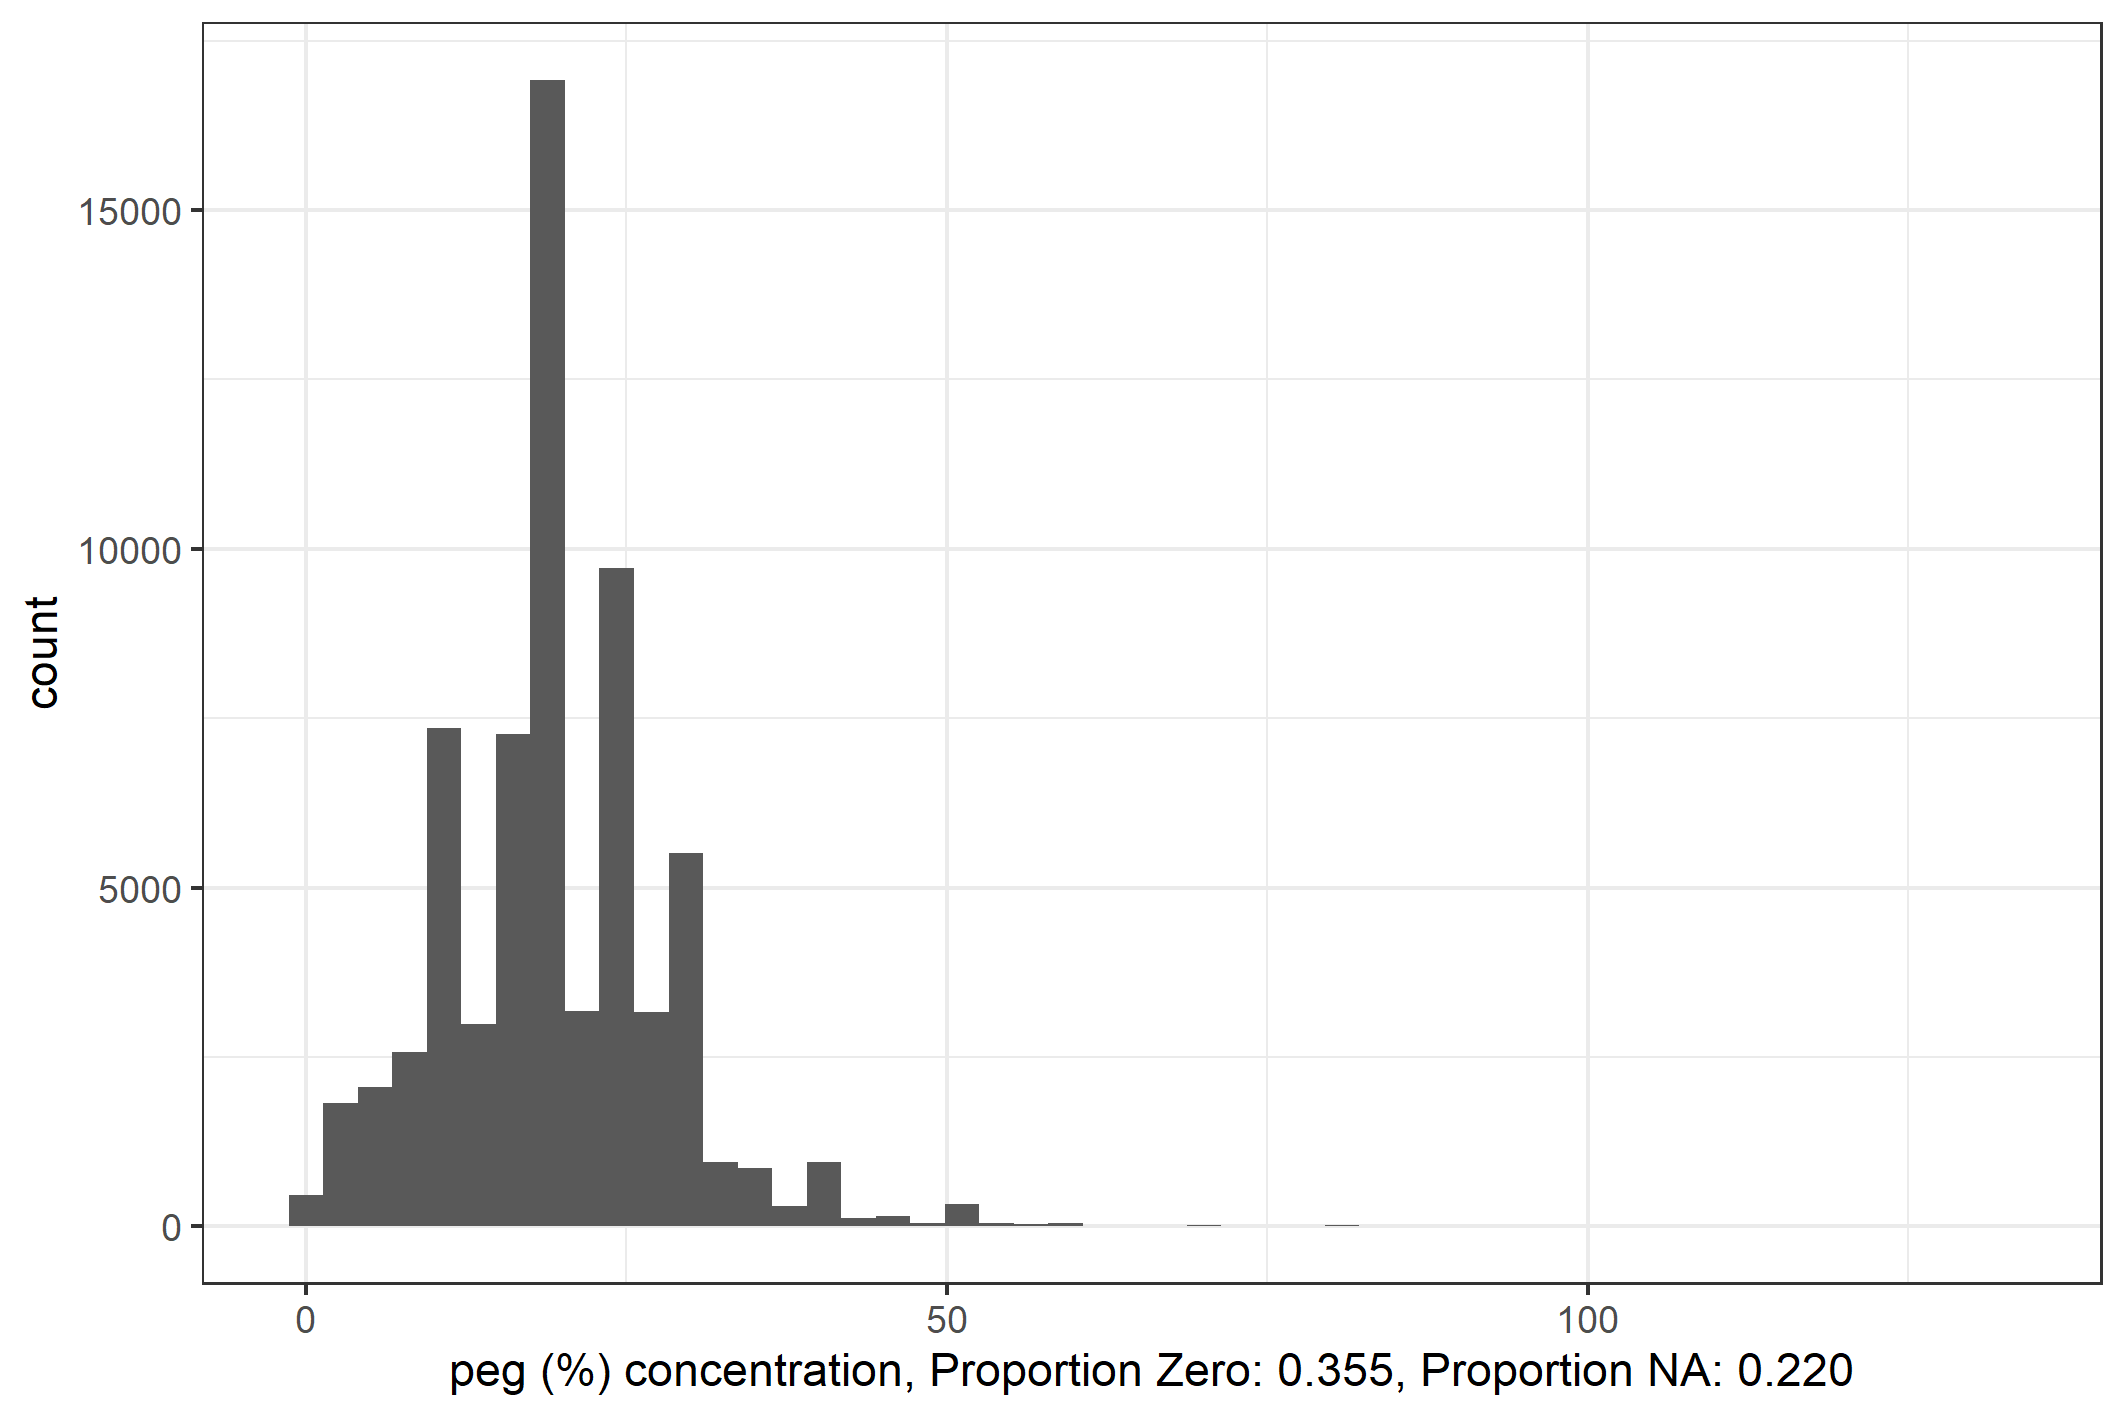 15000
10000
5000
0
count
0 50 100
peg (%) concentration, Proportion Zero: 0.355, Proportion NA: 0.220